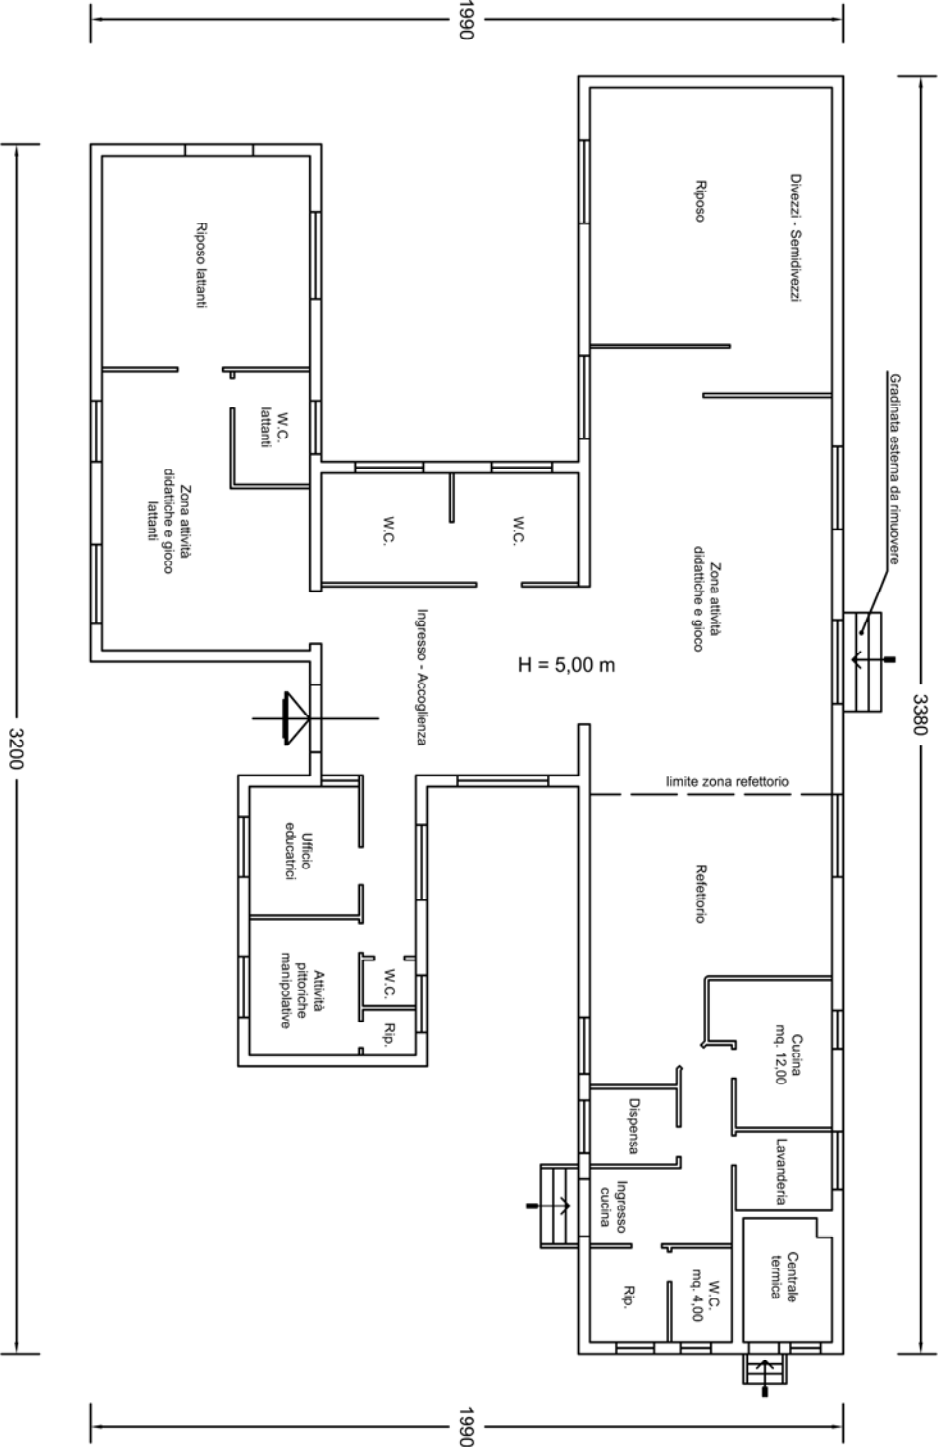 1990
3380
3200
1990
Divezzi - Semidivezzi
Riposo
Riposo lattanti
Gradinata esterna da rimuovere
W.C.
lattanti
Zona attività
didattiche e gioco
lattanti
W.C.
W.C.
Zona attività
didattiche e gioco
Ingresso - Accoglienza
H = 5,00 m
limite zona refettorio
Refettorio
Ufficio
educatrici
Attività
pittoriche
manipolative
W.C.
Rip.
Cucina
mq. 12,00
Dispensa
Lavanderia
Ingresso
cucina
Centrale
termica
W.C.
mq. 4,00
Rip.